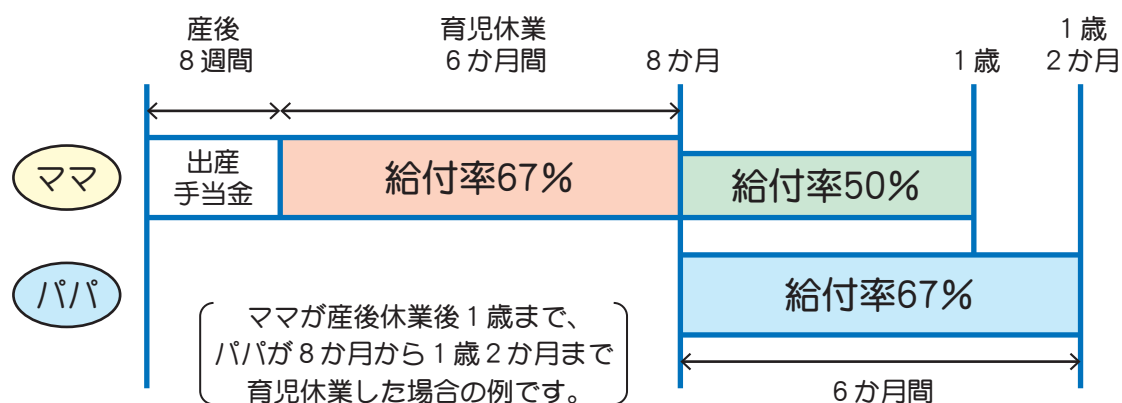 産後
8週間
育児休業
6か月間
8か月
1歳
1歳
2か月
ママ
出産
手当金
給付率67%
給付率50%
パパ
給付率67%
ママが産後休業後1歳まで、
パパが8か月から1歳2か月まで
育児休業した場合の例です。
6か月間